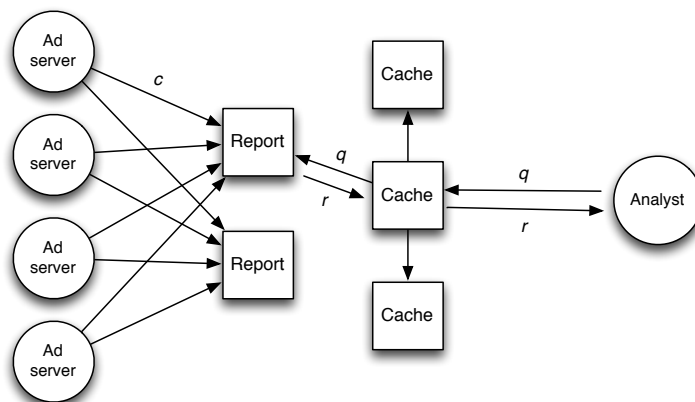 Ad
server
c
Ad
server
Ad
server
Ad
server
Report
Report
q
r
Cache
Cache
Cache
q
r
Analyst